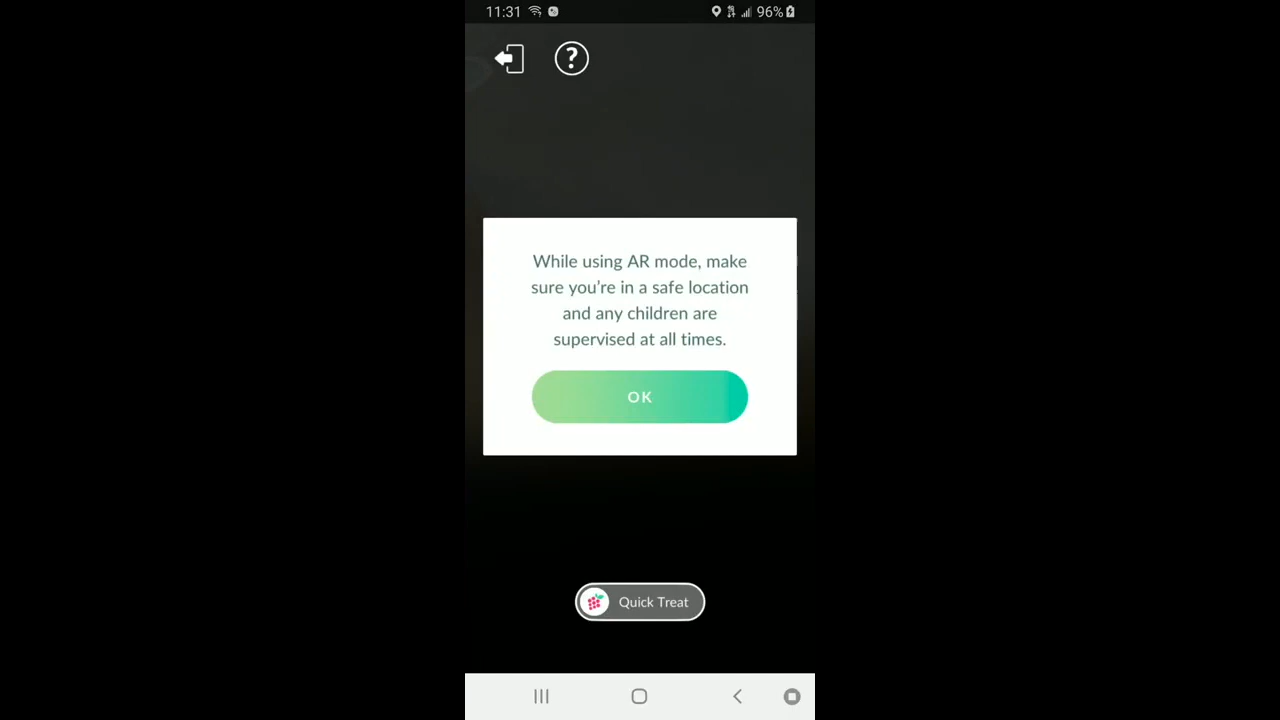 11:31
96%
?
While using AR mode, make
sure you're in a safe location
and any children are
supervised at all times.
OK
Quick Treat